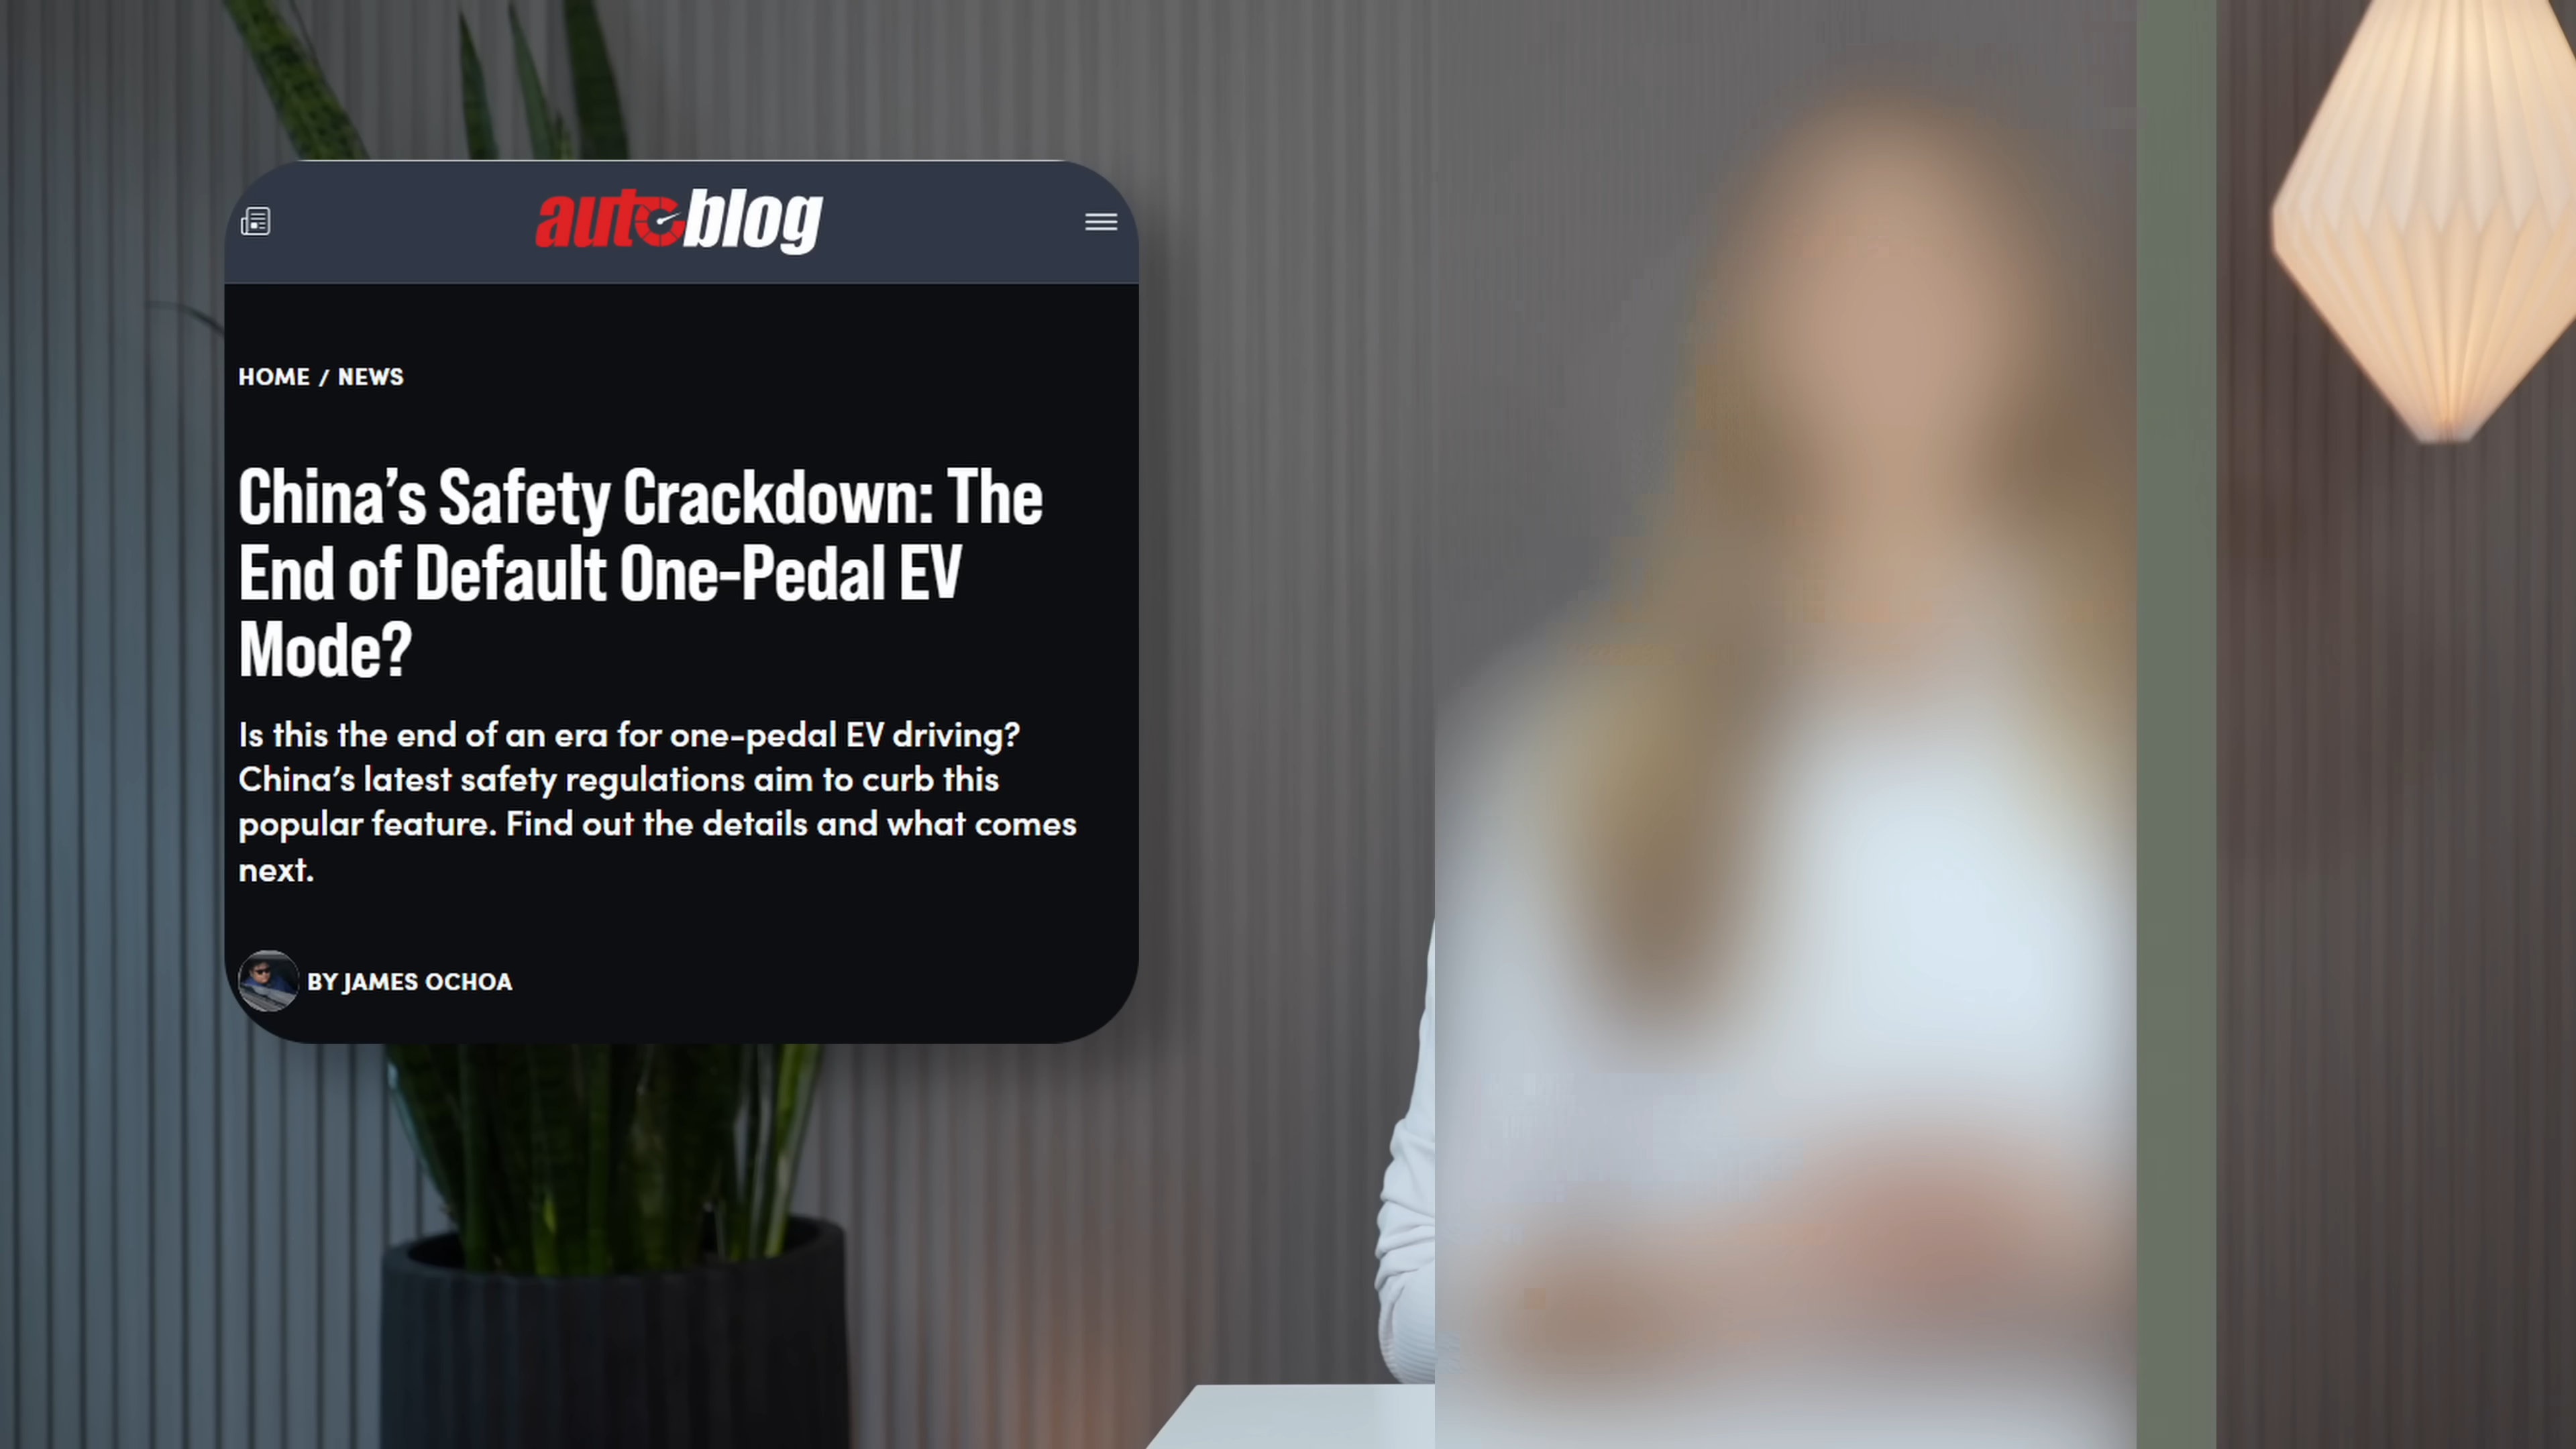 autoblog
HOME / NEWS
China’s Safety Crackdown: The
End of Default One-Pedal EV
Mode?
Is this the end of an era for one-pedal EV driving?
China’s latest safety regulations aim to curb this
popular feature. Find out the details and what comes
next.
BY JAMES OCHOA